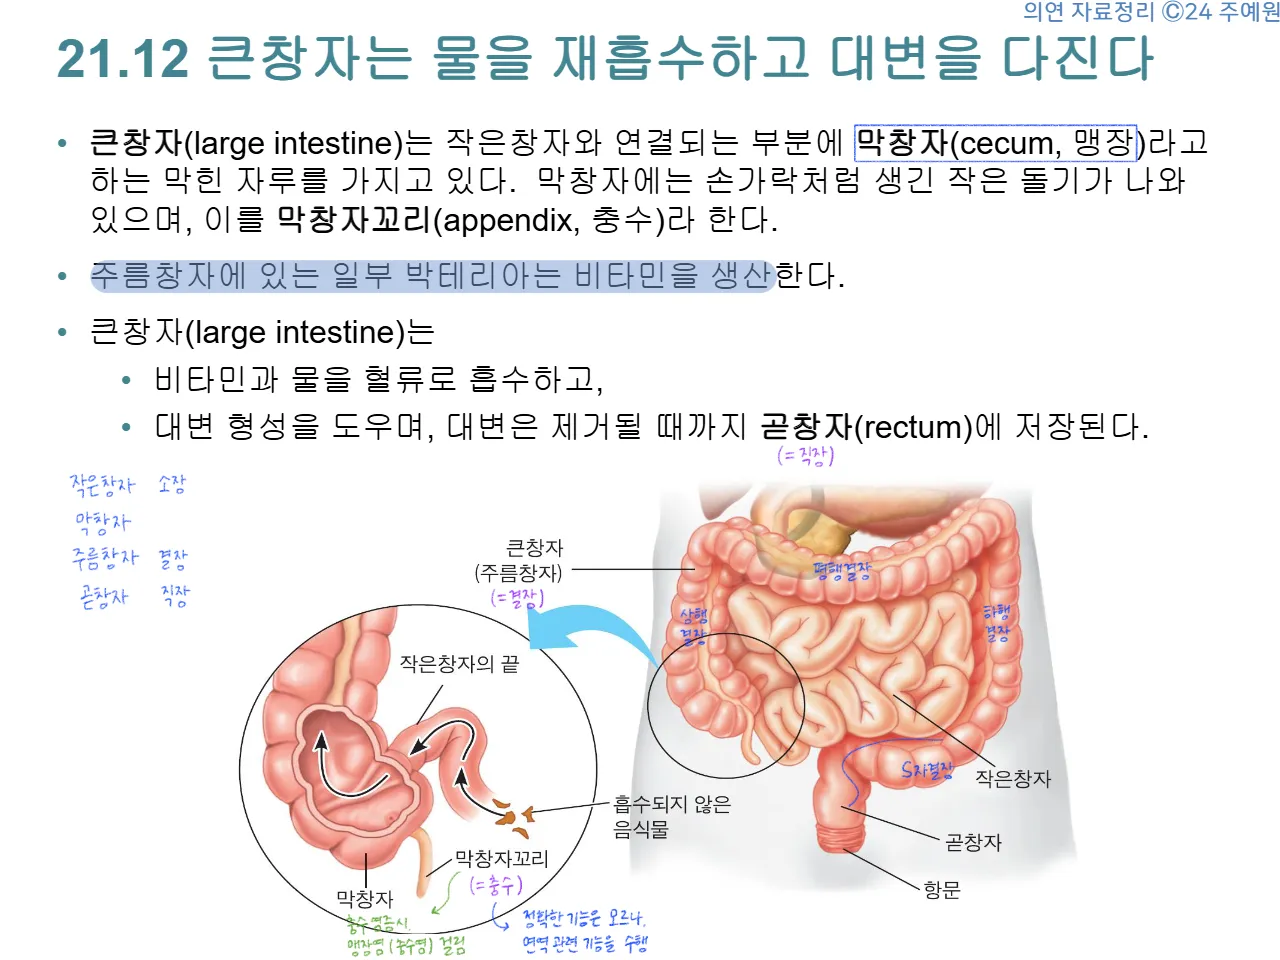 의연 자료정리 Ⓒ24 주예원
21.12 큰창자는 물을 재흡수하고 대변을 다진다
• 큰창자(large intestine)는 작은창자와 연결되는 부분에 막창자(cecum, 맹장)라고
하는 막힌 자루를 가지고 있다. 막창자에는 손가락처럼 생긴 작은 돌기가 나와
있으며, 이를 막창자꼬리(appendix, 충수)라 한다.
• 주름창자에 있는 일부 박테리아는 비타민을 생산한다.
• 큰창자(large intestine)는
• 비타민과 물을 혈류로 흡수하고,
• 대변 형성을 도우며, 대변은 제거될 때까지 곧창자(rectum)에 저장된다.
(=직장)
작은창자 소장
막창자
주름창자 결장
곧창자 직장
큰창자
(주름창자)
(=결장)
평행결장
상행
결장
하행
결장
S자결장
작은창자
곧창자
항문
작은창자의 끝
흡수되지 않은
음식물
막창자꼬리
(=충수)
막창자
충수염증시,
맹장염(충수염) 걸림
정확한 기능은 모르나,
면역 관련 기능을 수행